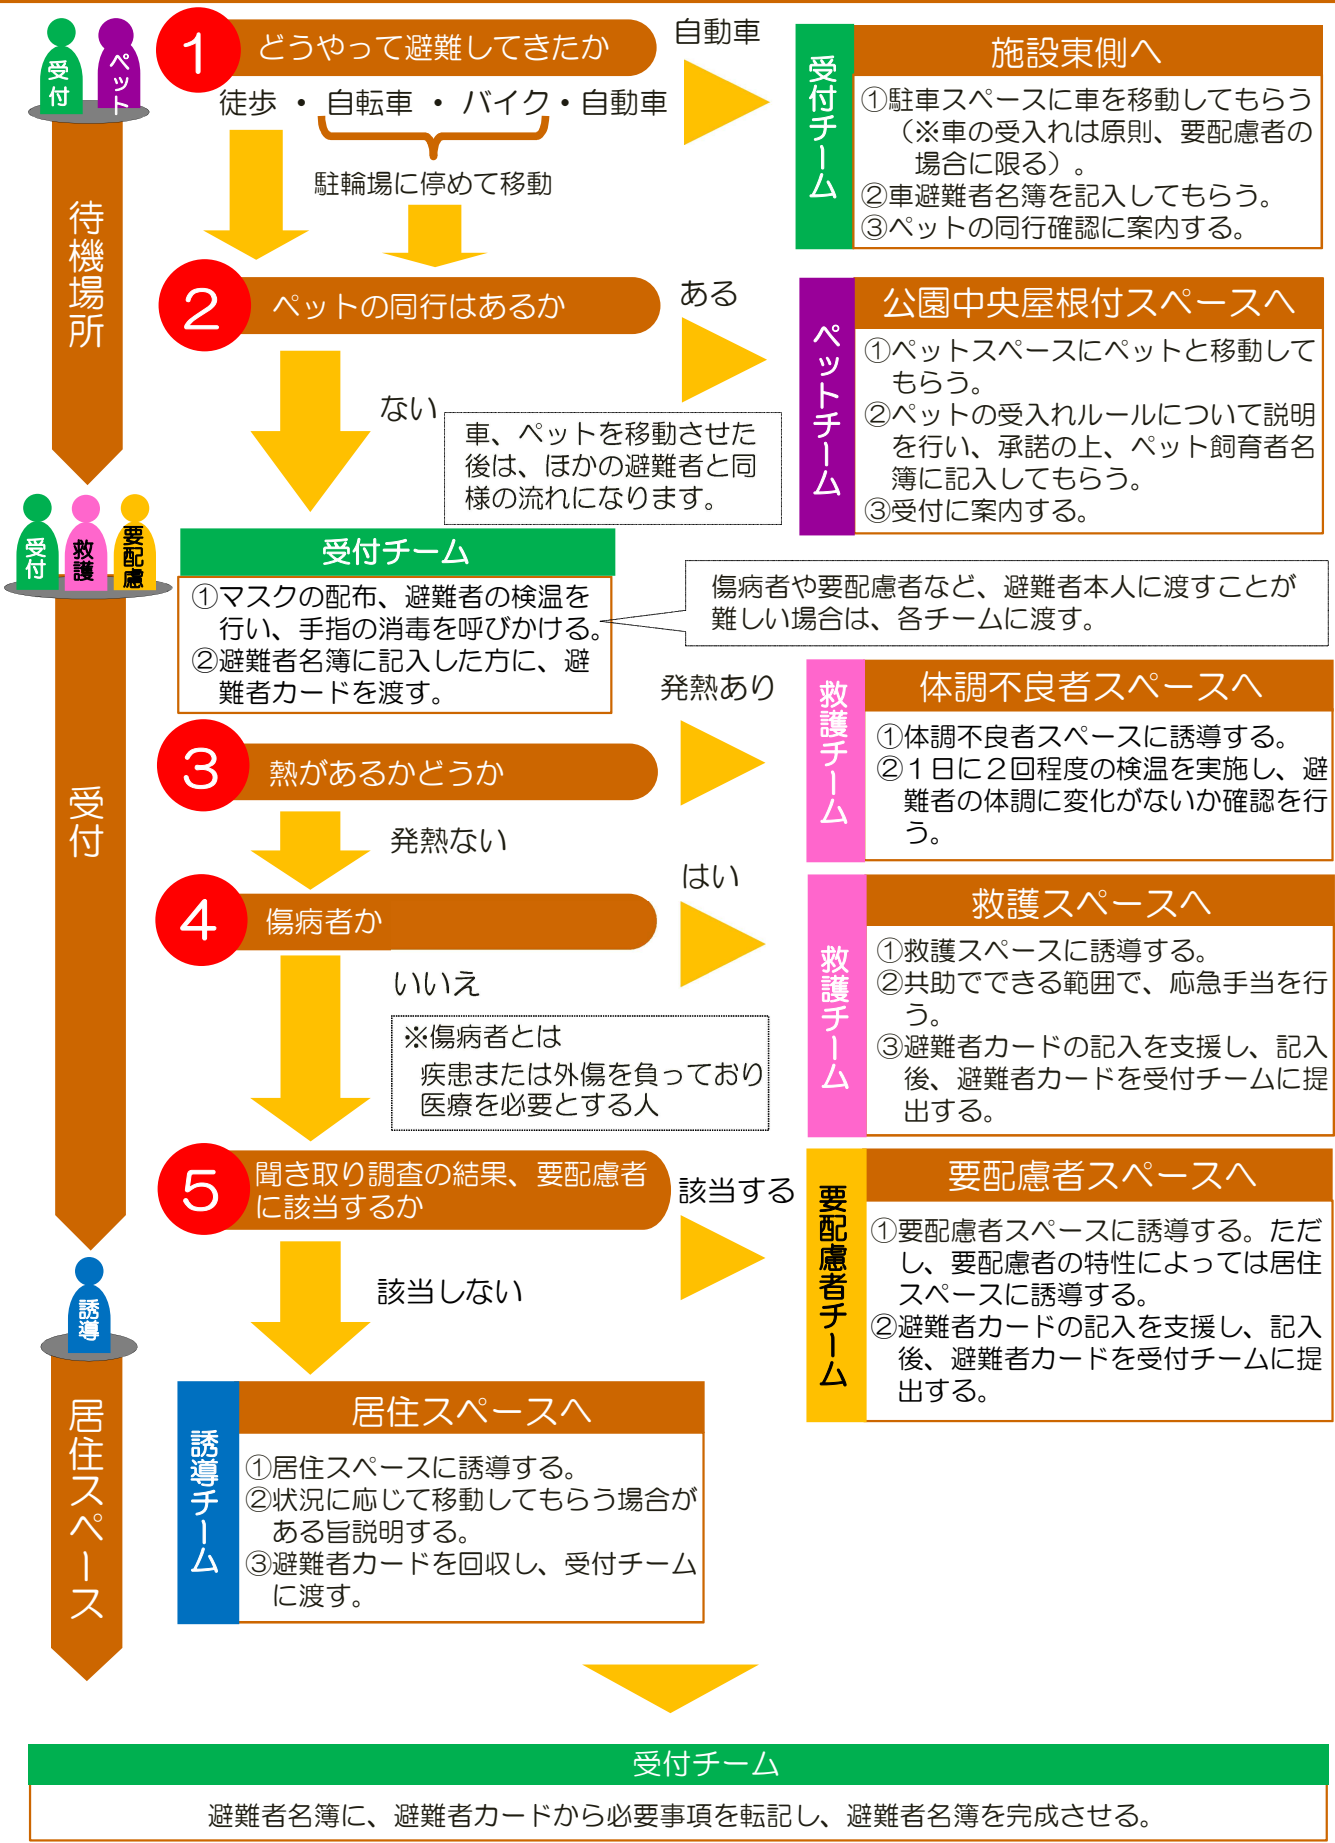 受付
ペット
待機場所
1
どうやって避難してきたか
徒歩 ・ 自転車 ・ バイク・自動車
駐輪場に停めて移動
自動車
受付チーム
施設東側へ
①駐車スペースに車を移動してもらう
（※車の受入れは原則、要配慮者の
場合に限る）。
②車避難者名簿を記入してもらう。
③ペットの同行確認に案内する。
2
ペットの同行はあるか
ある
ない
車、ペットを移動させた
後は、ほかの避難者と同
様の流れになります。
ペットチーム
公園中央屋根付スペースへ
①ペットスペースにペットと移動して
もらう。
②ペットの受入れルールについて説明
を行い、承諾の上、ペット飼育者名
簿に記入してもらう。
③受付に案内する。
受付
救護
要配慮
受付
受付チーム
①マスクの配布、避難者の検温を
行い、手指の消毒を呼びかける。
②避難者名簿に記入した方に、避
難者カードを渡す。
傷病者や要配慮者など、避難者本人に渡すことが
難しい場合は、各チームに渡す。
3
熱があるかどうか
発熱あり
発熱ない
救護チーム
体調不良者スペースへ
①体調不良者スペースに誘導する。
②１日に２回程度の検温を実施し、避
難者の体調に変化がないか確認を行
う。
4
傷病者か
はい
いいえ
※傷病者とは
疾患または外傷を負っており
医療を必要とする人
救護チーム
救護スペースへ
①救護スペースに誘導する。
②共助でできる範囲で、応急手当を行
う。
③避難者カードの記入を支援し、記入
後、避難者カードを受付チームに提
出する。
5
聞き取り調査の結果、要配慮者
に該当するか
該当する
該当しない
要配慮者チーム
要配慮者スペースへ
①要配慮者スペースに誘導する。ただ
し、要配慮者の特性によっては居住
スペースに誘導する。
②避難者カードの記入を支援し、記入
後、避難者カードを受付チームに提
出する。
誘導
居住スペース
誘導チーム
居住スペースへ
①居住スペースに誘導する。
②状況に応じて移動してもらう場合が
ある旨説明する。
③避難者カードを回収し、受付チーム
に渡す。
受付チーム
避難者名簿に、避難者カードから必要事項を転記し、避難者名簿を完成させる。